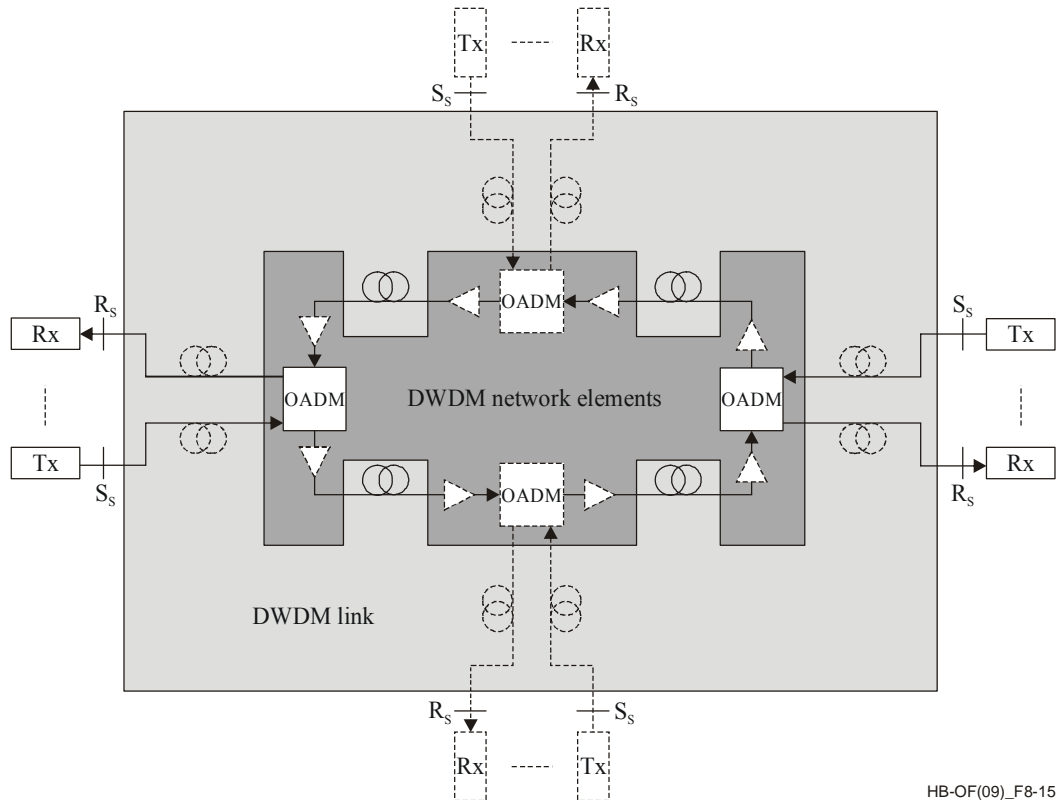 Tx Rx
S_S R_S
OADM
R_S S_S
Rx Tx
OADM DWDM network elements OADM
Tx Rx
S_S R_S
OADM
DWDM link
R_S S_S
Rx Tx
HB-OF(09)_F8-15